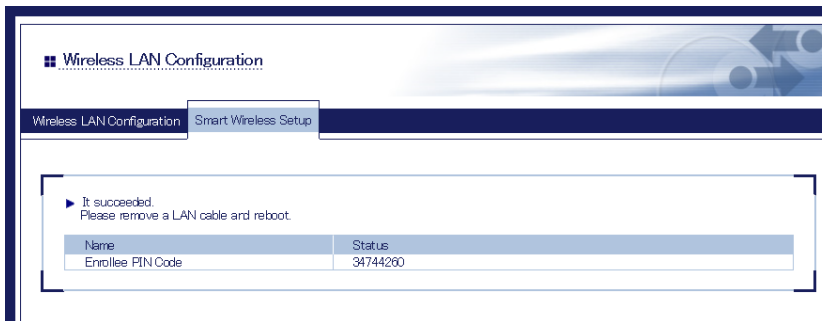 Wireless LAN Configuration
Wireless LAN Configuration Smart Wireless Setup
It succeeded.
Please remove a LAN cable and reboot.
Name Status
Enrollee PIN Code 34744260